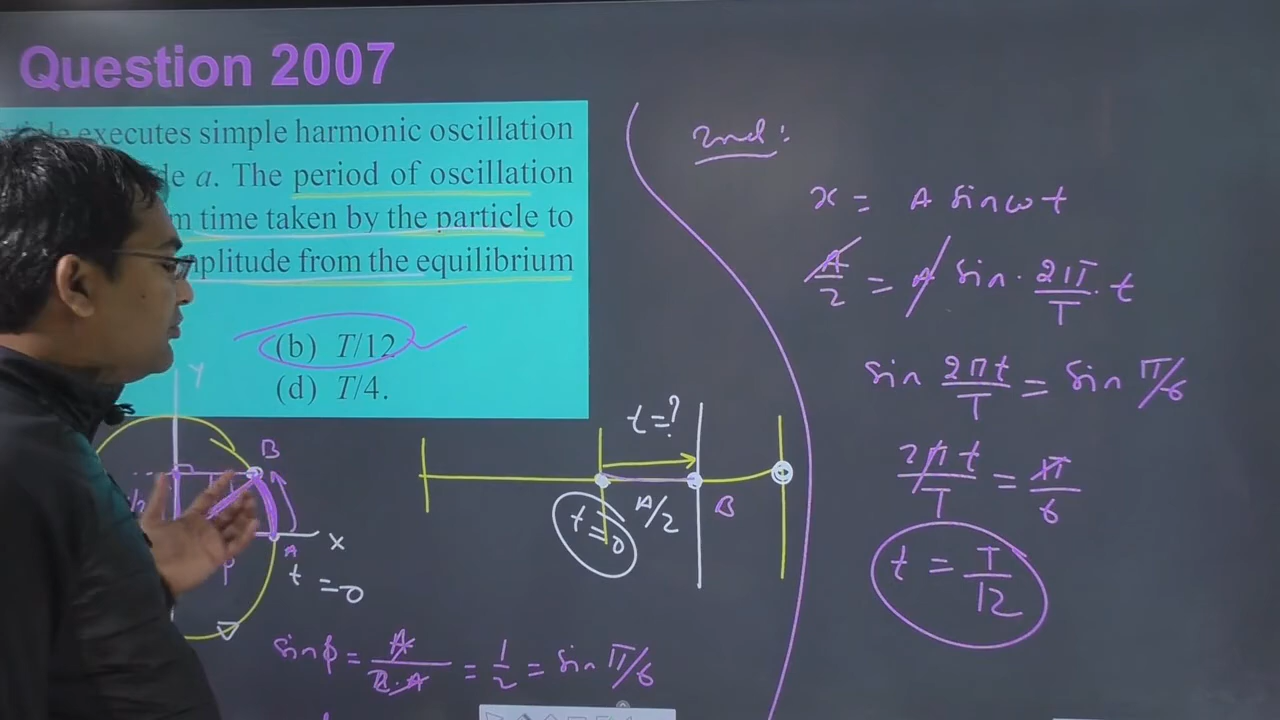 Question 2007
executes simple harmonic oscillation
de a. The period of oscillation
m time taken by the particle to
plitude from the equilibrium
(b) T/12
(d) T/4.
Y
B
A
X
t = 0
sin φ = A / 2·A = 1/2 = sin π/6
t = ?
t = 0
A/2
B
2nd :
x = A sin ω t
A/2 = A sin · 2π/T · t
sin 2πt/T = sin π/6
2πt/T = π/6
t = T/12